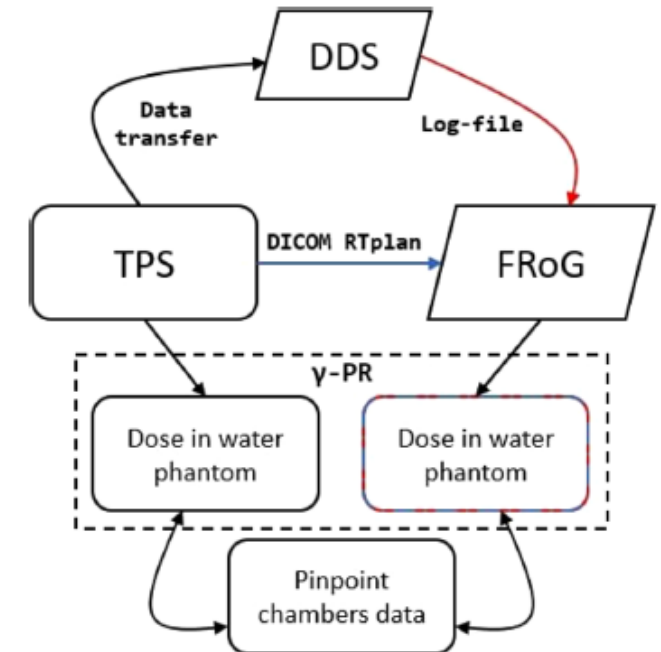 DDS
Data
transfer
Log-file
TPS
DICOM RTplan
FRoG
γ-PR
Dose in water
phantom
Dose in water
phantom
Pinpoint
chambers data